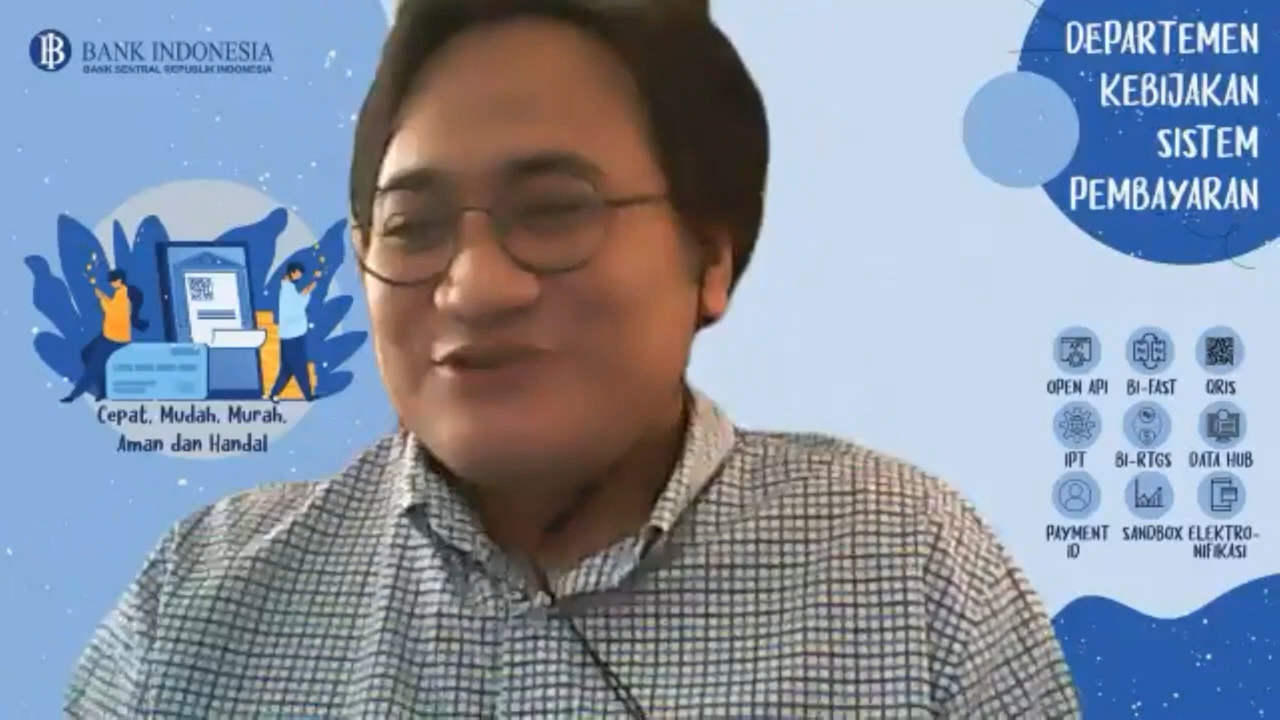 BANK INDONESIA
BANK SENTRAL REPUBLIK INDONESIA
DEPARTEMEN
KEBIJAKAN
SISTEM
PEMBAYARAN
Cepat, Mudah, Murah,
Aman dan Handal
OPEN API BI-FAST QRIS
IPT BI-RTGS DATA HUB
PAYMENT ID SANDBOX ELEKTRO-
NIFIKASI